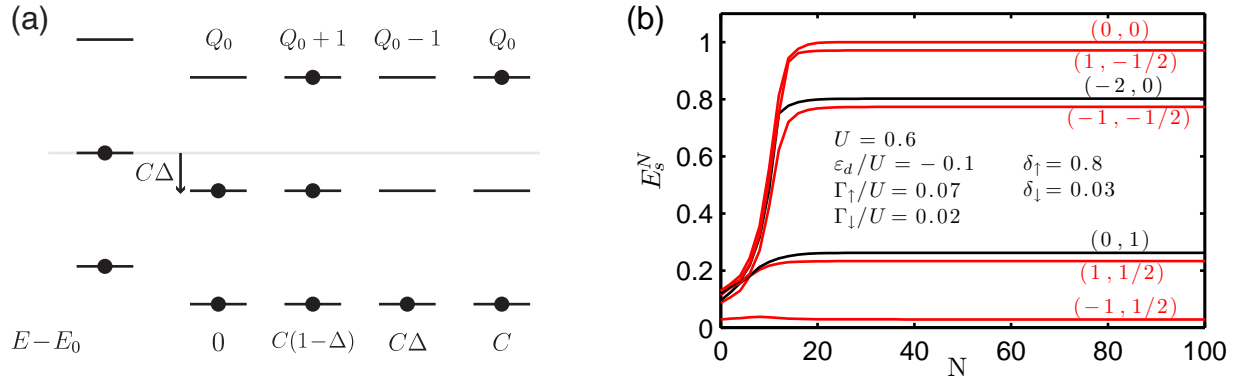 (a)
Q₀ Q₀ + 1 Q₀ − 1 Q₀
CΔ
E − E₀ 0 C(1−Δ) CΔ C
(b)
E_s^N
1
0.8
0.6
0.4
0.2
0
(0, 0)
(1, −1/2)
(−2, 0)
(−1, −1/2)
U = 0.6
ε_d/U = − 0.1 δ↑ = 0.8
Γ↑/U = 0.07 δ↓ = 0.03
Γ↓/U = 0.02
(0, 1)
(1, 1/2)
(−1, 1/2)
0 20 40 60 80 100
N